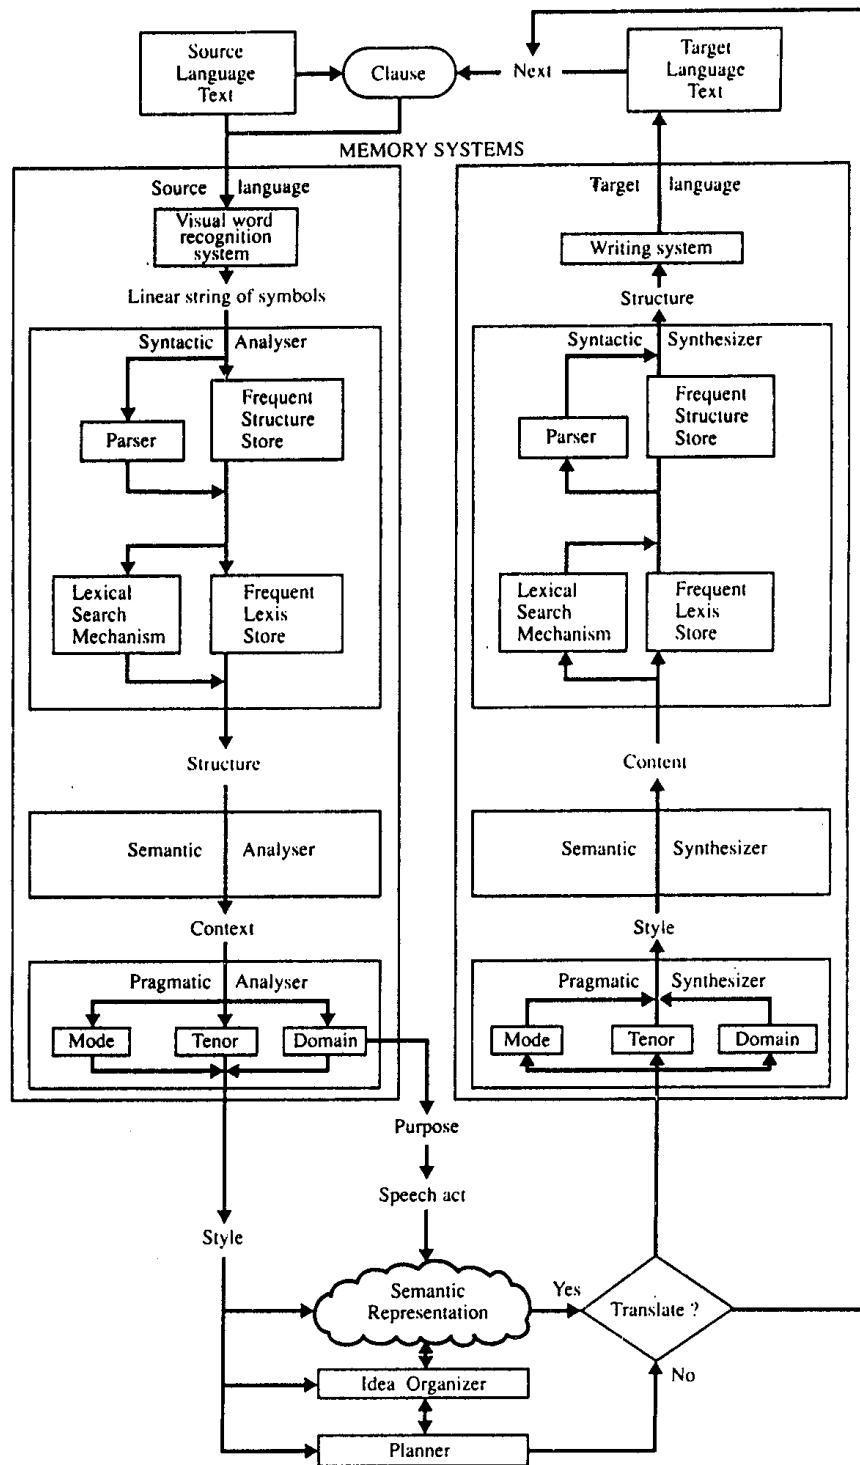 Source
Language
Text
Clause
Next
Target
Language
Text
MEMORY SYSTEMS
Source language
Visual word
recognition
system
Linear string of symbols
Syntactic Analyser
Parser
Frequent
Structure
Store
Lexical
Search
Mechanism
Frequent
Lexis
Store
Structure
Semantic Analyser
Context
Pragmatic Analyser
Mode
Tenor
Domain
Purpose
Speech act
Style
Semantic
Representation
Idea Organizer
Planner
Yes
Translate ?
No
Target language
Writing system
Structure
Syntactic Synthesizer
Parser
Frequent
Structure
Store
Lexical
Search
Mechanism
Frequent
Lexis
Store
Content
Semantic Synthesizer
Style
Pragmatic Synthesizer
Mode
Tenor
Domain